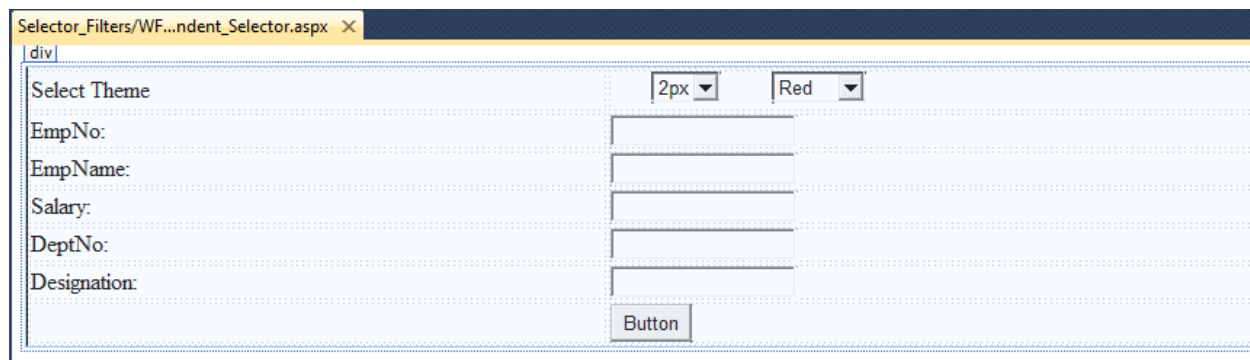 Selector_Filters/WF...ndent_Selector.aspx
div
Select Theme 2px Red
EmpNo:
EmpName:
Salary:
DeptNo:
Designation:
Button